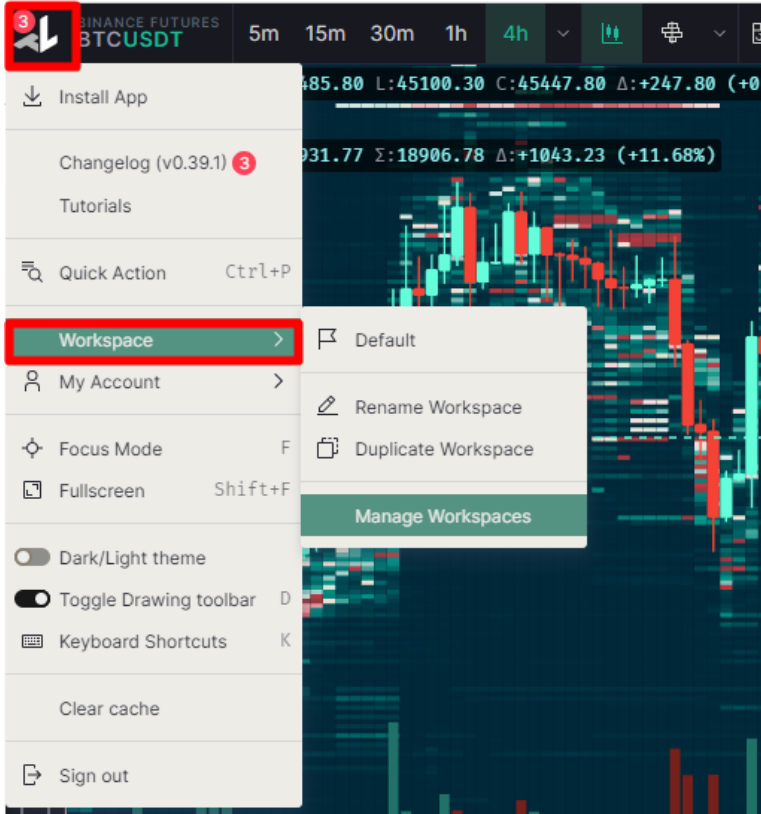 3
BINANCE FUTURES
BTCUSDT
5m 15m 30m 1h 4h
485.80 L:45100.30 C:45447.80 Δ:+247.80 (+0
931.77 Σ:18906.78 Δ:+1043.23 (+11.68%)
Install App
Changelog (v0.39.1) 3
Tutorials
Quick Action Ctrl+P
Workspace
My Account
Focus Mode F
Fullscreen Shift+F
Dark/Light theme
Toggle Drawing toolbar D
Keyboard Shortcuts K
Clear cache
Sign out
Default
Rename Workspace
Duplicate Workspace
Manage Workspaces